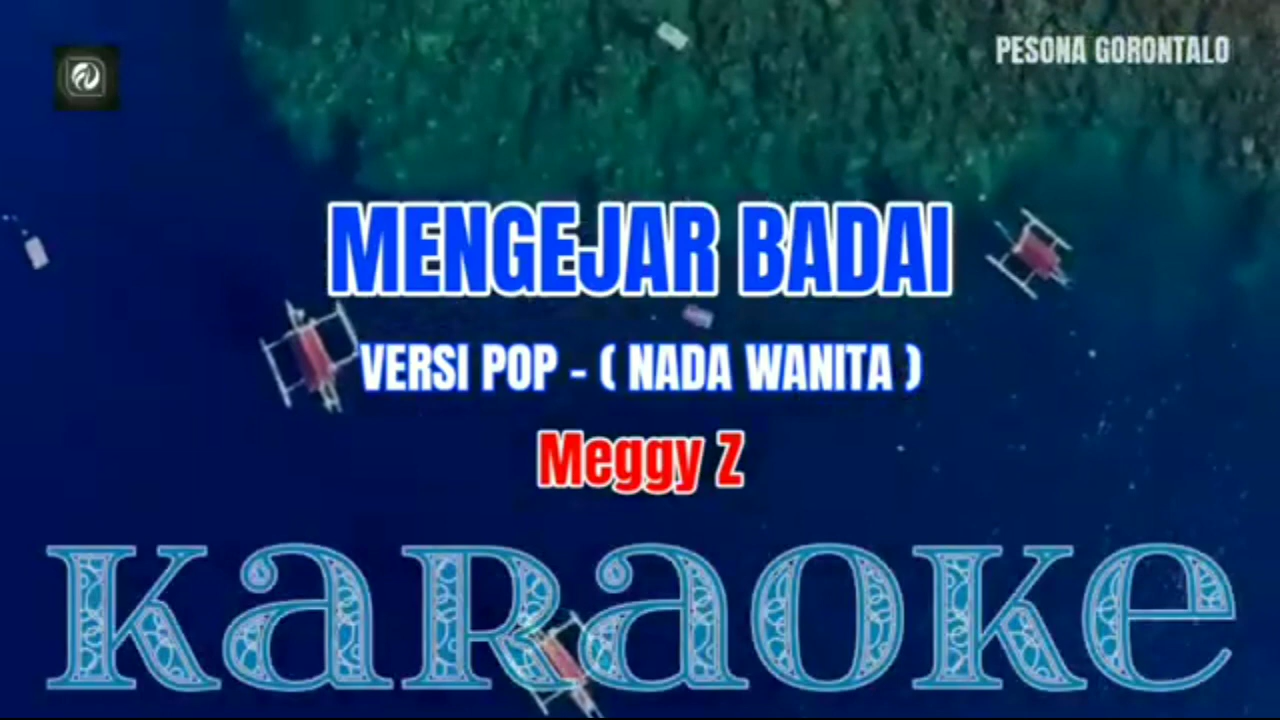 PESONA GORONTALO
MENGEJAR BADAI
VERSI POP - ( NADA WANITA )
Meggy Z
KaRaOKe